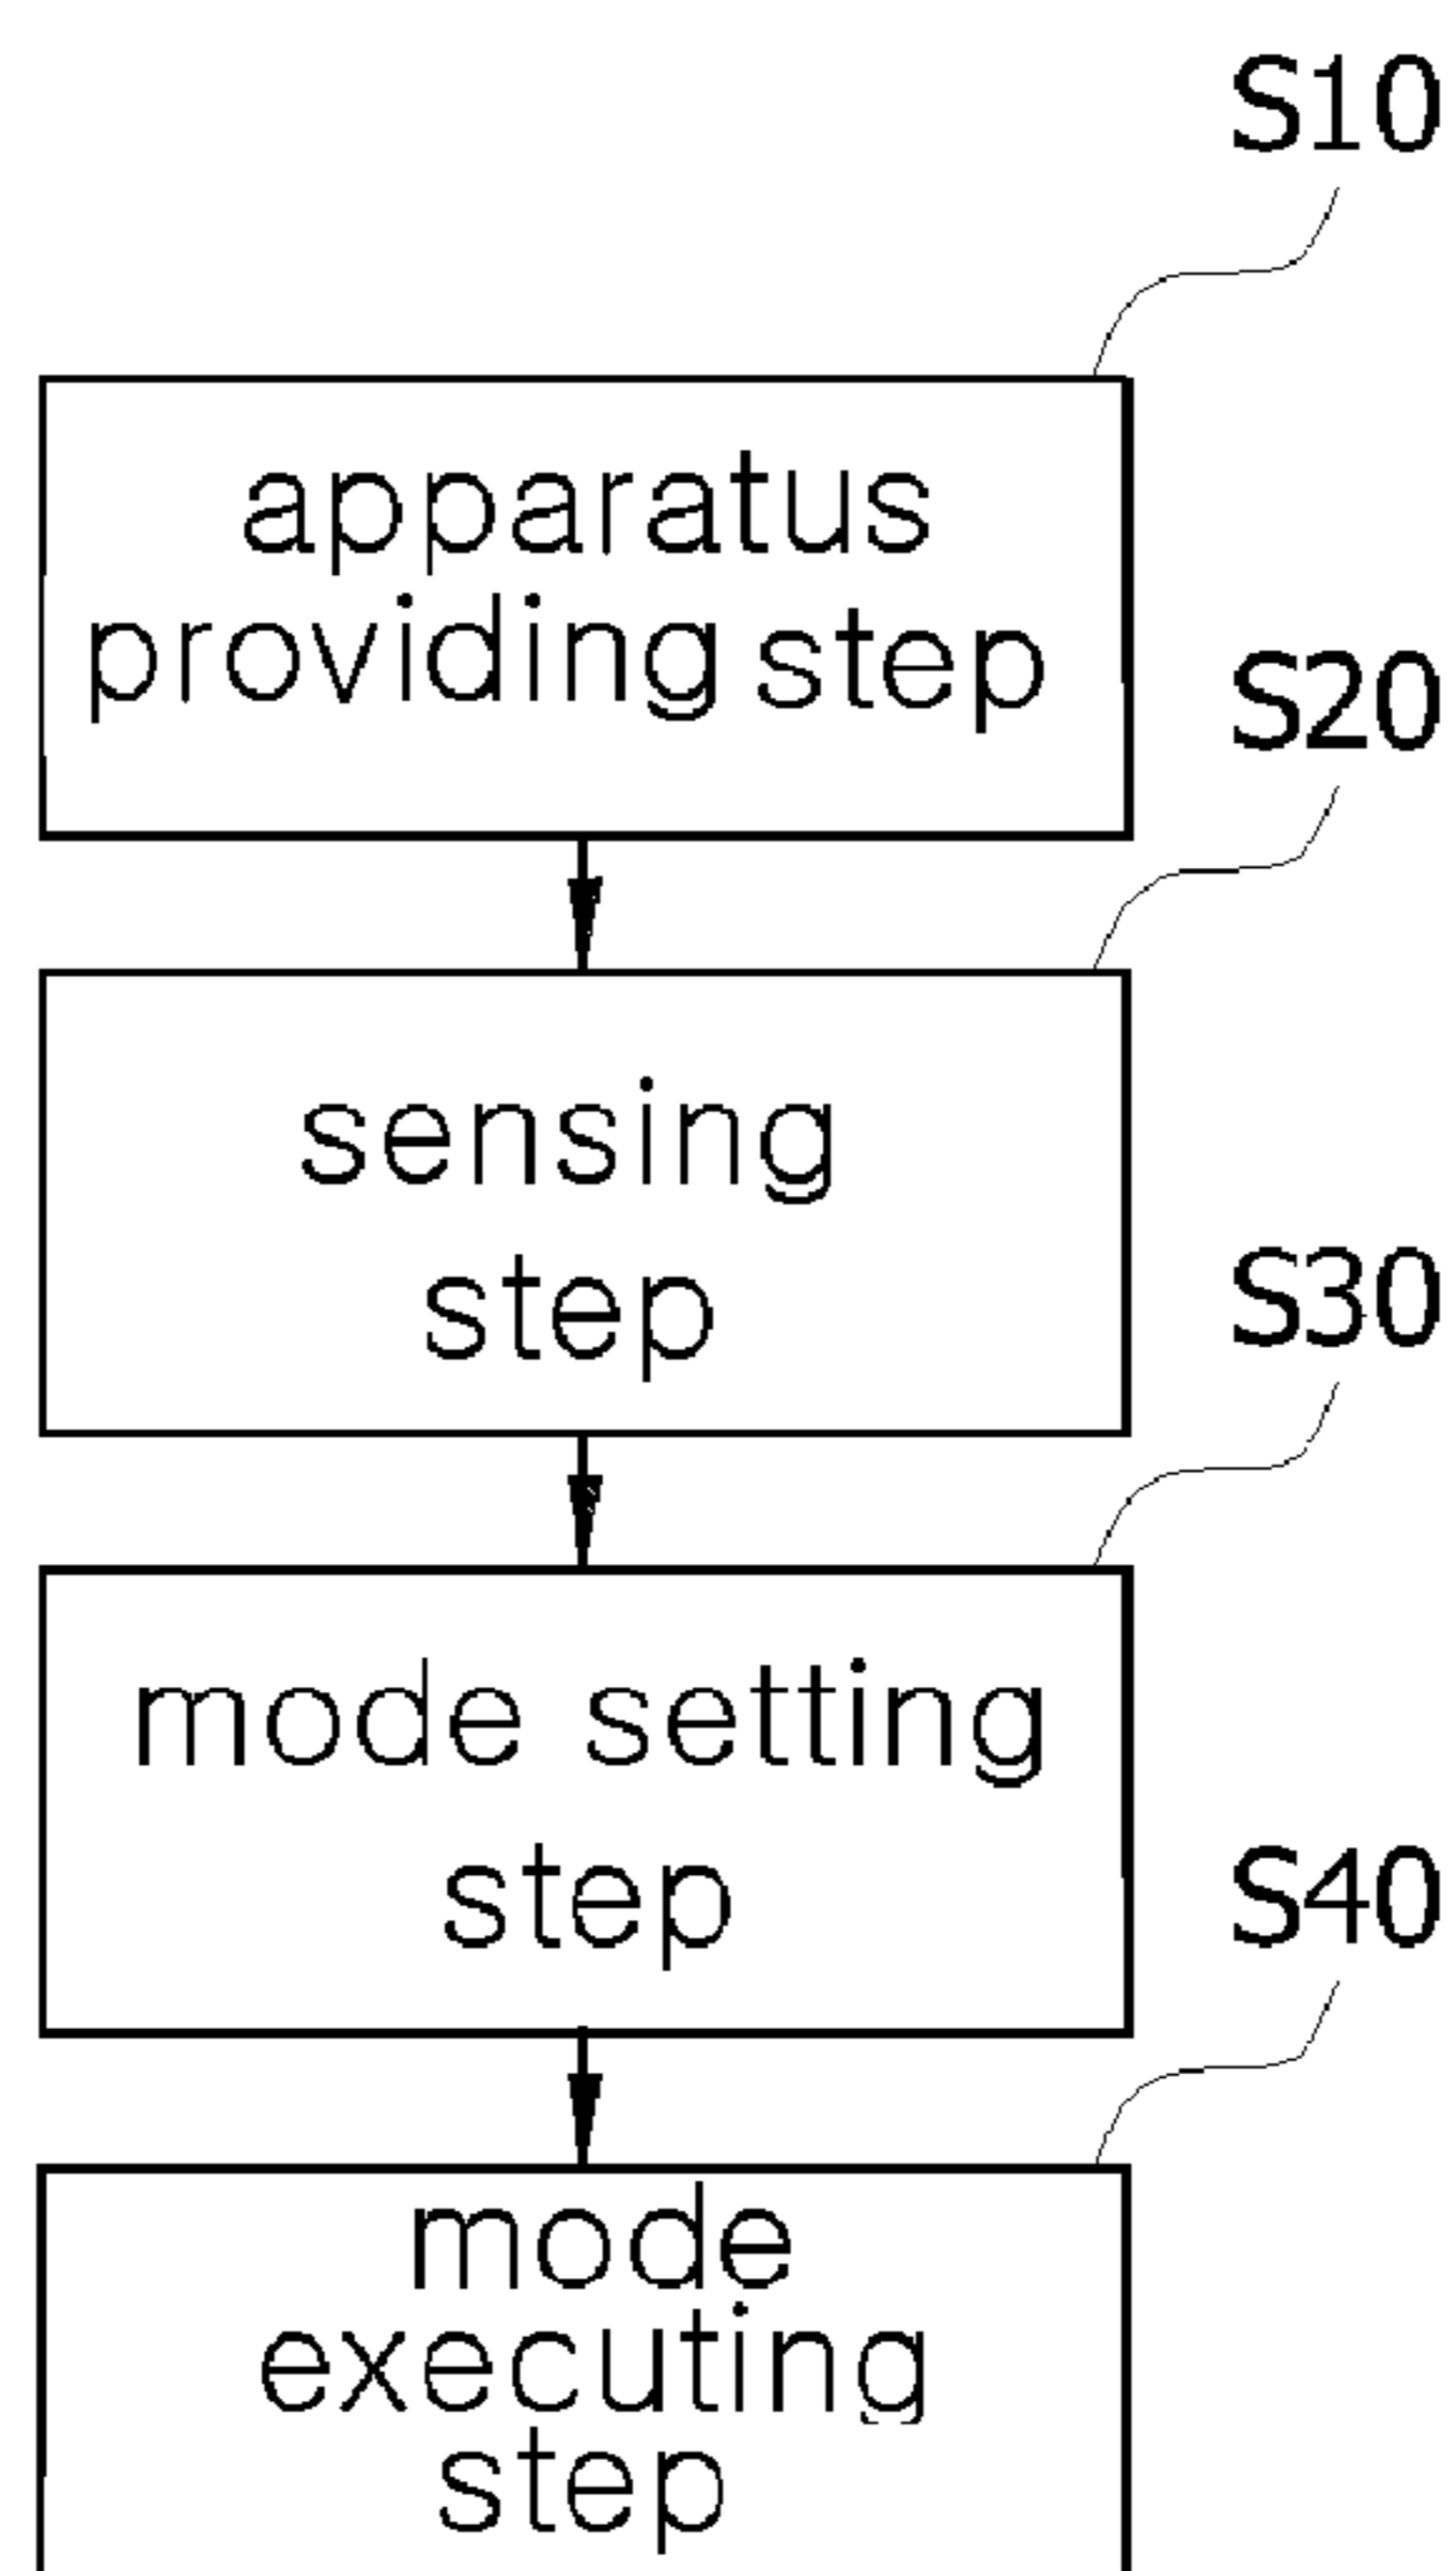 S10
apparatus
providing step
S20
sensing
step
S30
mode setting
step
S40
mode
executing
step